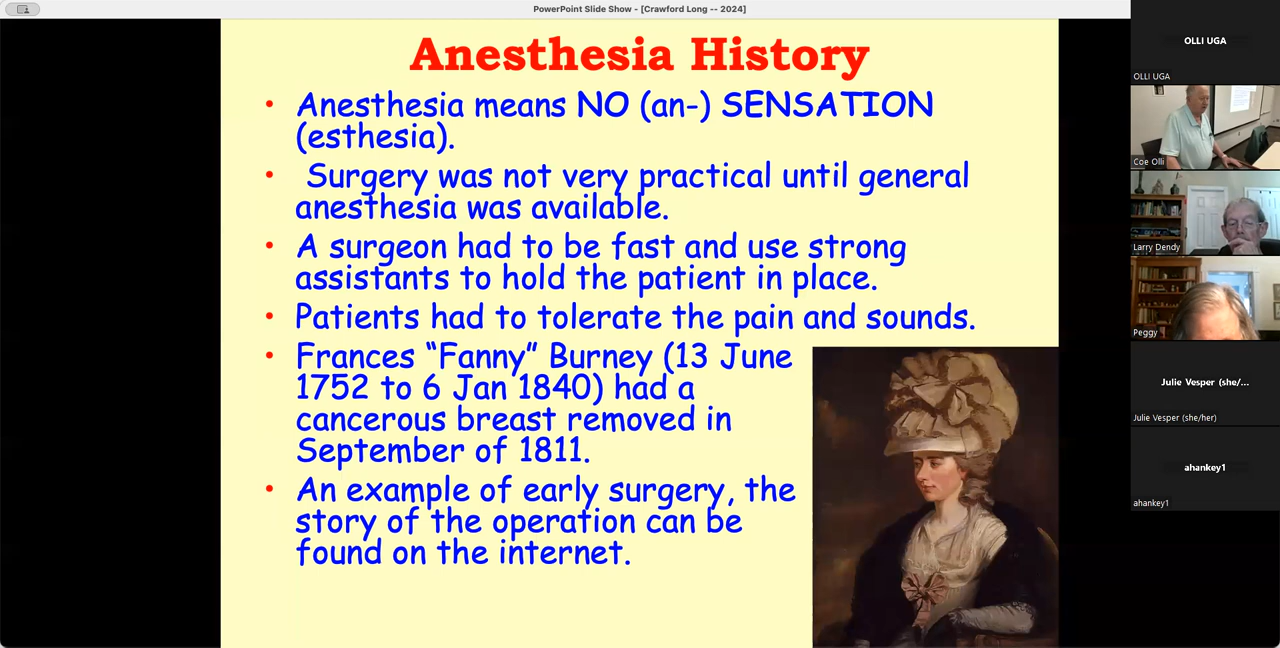 PowerPoint Slide Show - [Crawford Long -- 2024]
Anesthesia History
• Anesthesia means NO (an-) SENSATION
(esthesia).
• Surgery was not very practical until general
anesthesia was available.
• A surgeon had to be fast and use strong
assistants to hold the patient in place.
• Patients had to tolerate the pain and sounds.
• Frances “Fanny” Burney (13 June
1752 to 6 Jan 1840) had a
cancerous breast removed in
September of 1811.
• An example of early surgery, the
story of the operation can be
found on the internet.
OLLI UGA
OLLI UGA
Coe Olli
Larry Dendy
Peggy
Julie Vesper (she/...
Julie Vesper (she/her)
ahankey1
ahankey1